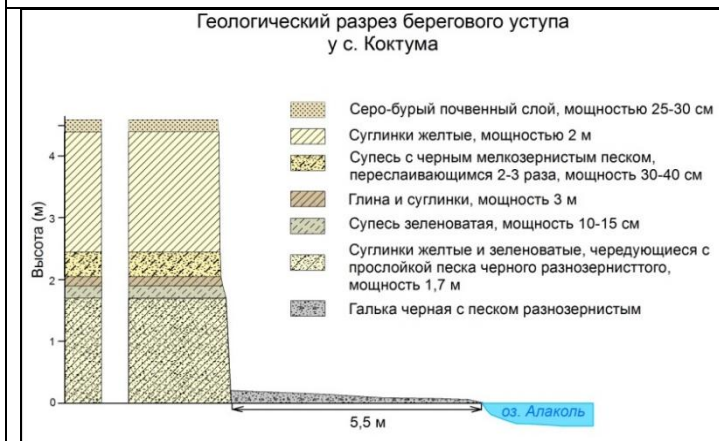 Геологический разрез берегового уступа
у с. Коктума
Серо-бурый почвенный слой, мощностью 25-30 см
Суглинки желтые, мощностью 2 м
Супесь с черным мелкозернистым песком,
переслаивающимся 2-3 раза, мощность 30-40 см
Глина и суглинки, мощность 3 м
Супесь зеленоватая, мощность 10-15 см
Суглинки желтые и зеленоватые, чередующиеся с
прослойкой песка черного разнозернисттого,
мощность 1,7 м
Галька черная с песком разнозернистым
Высота (м)
4
3
2
1
0
5,5 м
оз. Алаколь